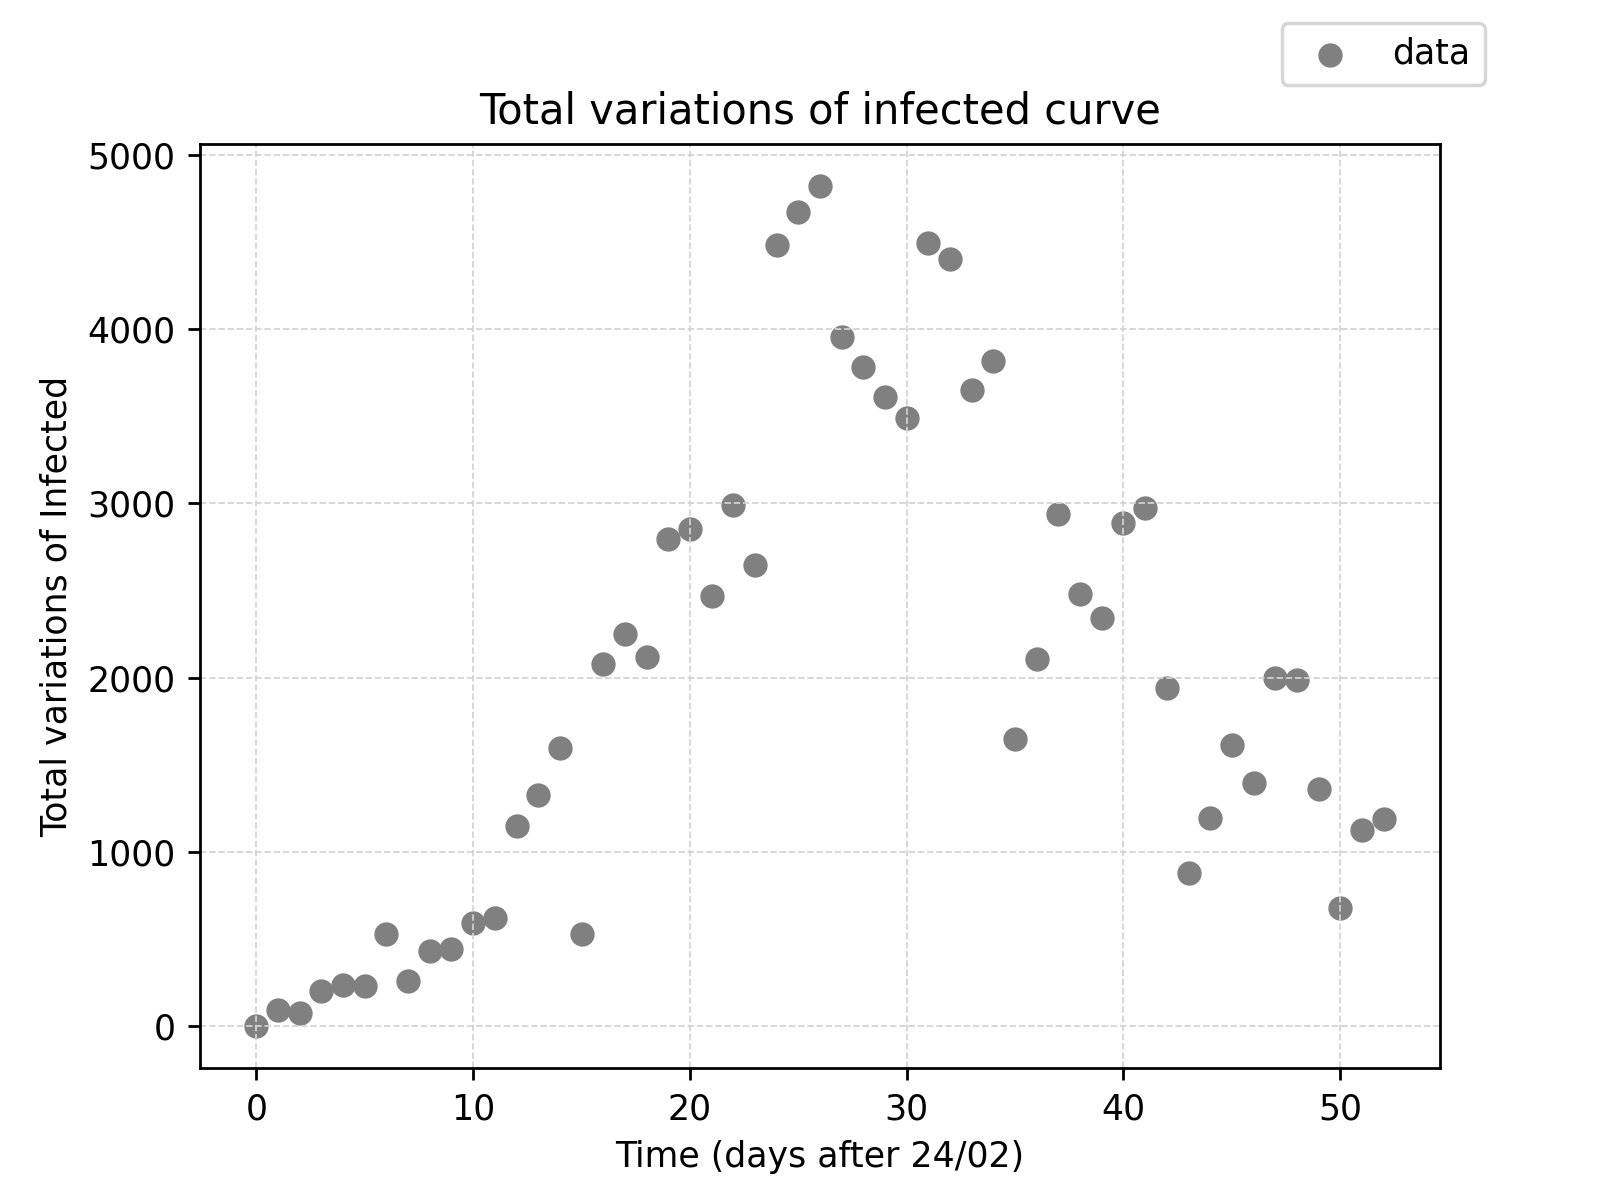 data
Total variations of infected curve
5000
4000
3000
2000
1000
0
Total variations of Infected
0 10 20 30 40 50
Time (days after 24/02)